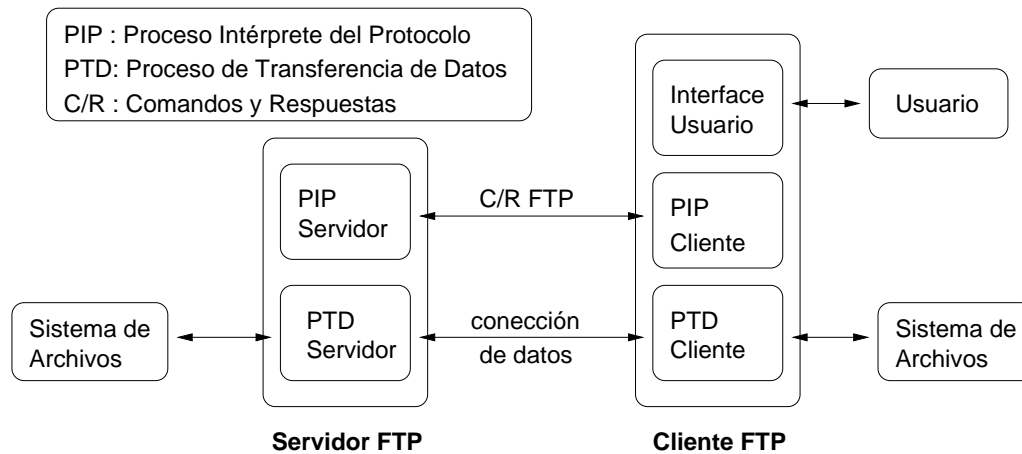 PIP : Proceso Intérprete del Protocolo
PTD: Proceso de Transferencia de Datos
C/R : Comandos y Respuestas
Interface
Usuario
Usuario
PIP
Servidor
C/R FTP
PIP
Cliente
Sistema de
Archivos
PTD
Servidor
conección
de datos
PTD
Cliente
Sistema de
Archivos
Servidor FTP
Cliente FTP